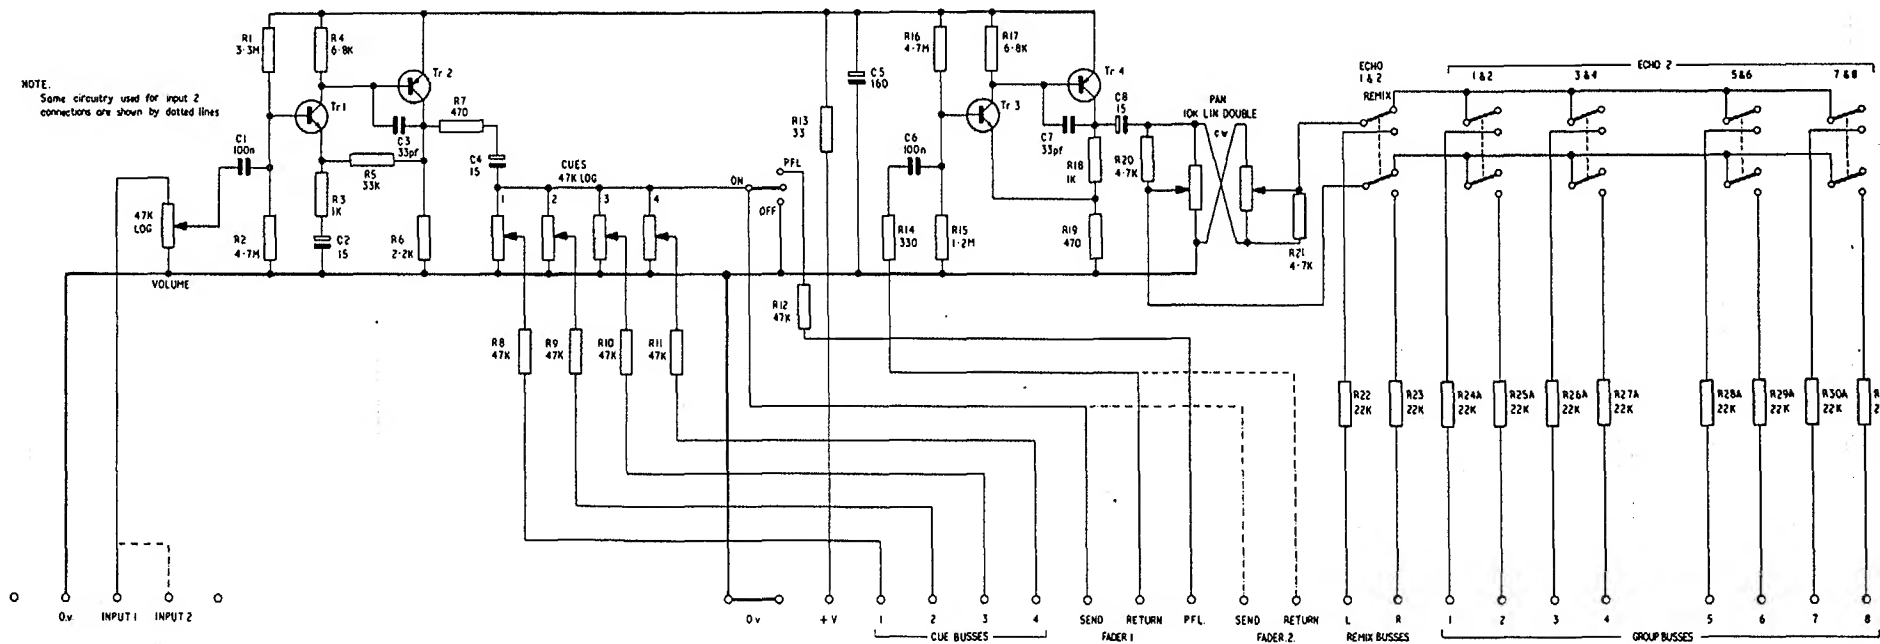 NOTE.
Same circuitry used for input 2
connections are shown by dotted lines
R1
3·3M
R4
6·8K
Tr 2
Tr 1
R7
470
C1
100n
C3
33pf
R5
33K
R3
1K
C2
15
R2
4·7M
R6
2·2K
47K
LOG
VOLUME
C4
15
CUES
47K LOG
1
2
3
4
ON
PFL
OFF
R13
33
C5
160
R16
4·7M
R17
6·8K
Tr 4
Tr 3
C6
100n
C7
33pf
C8
15
R18
1K
R20
4·7K
R14
330
R15
1·2M
R19
470
PAN
10K LIN DOUBLE
CW
R21
4·7K
R12
47K
R8
47K
R9
47K
R10
47K
R11
47K
ECHO
1 & 2
REMIX
ECHO 2
1 & 2
3 & 4
5 & 6
7 & 8
R22
22K
R23
22K
R24A
22K
R25A
22K
R26A
22K
R27A
22K
R28A
22K
R29A
22K
R30A
22K
R
2
O.v.
INPUT 1
INPUT 2
O v
+ V
1
2
3
4
CUE BUSSES
SEND
RETURN
FADER 1
PFL.
SEND
RETURN
FADER.2.
L
R
REMIX BUSSES
1
2
3
4
5
6
7
8
GROUP BUSSES